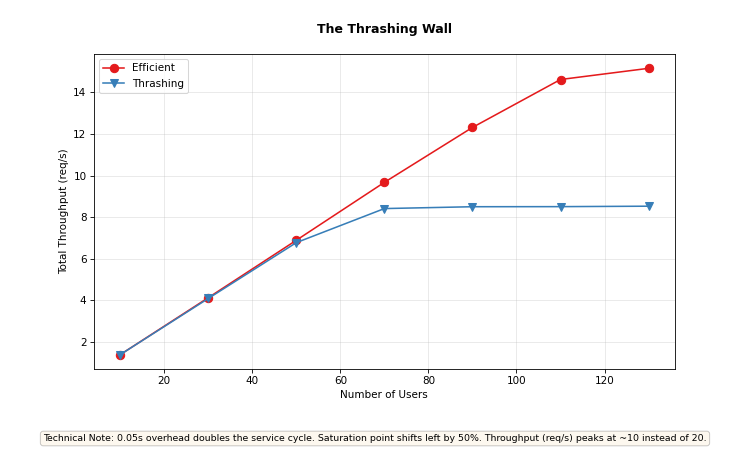 The Thrashing Wall
Efficient
Thrashing
Total Throughput (req/s)
14
12
10
8
6
4
2
20
40
60
80
100
120
Number of Users
Technical Note: 0.05s overhead doubles the service cycle. Saturation point shifts left by 50%. Throughput (req/s) peaks at ~10 instead of 20.